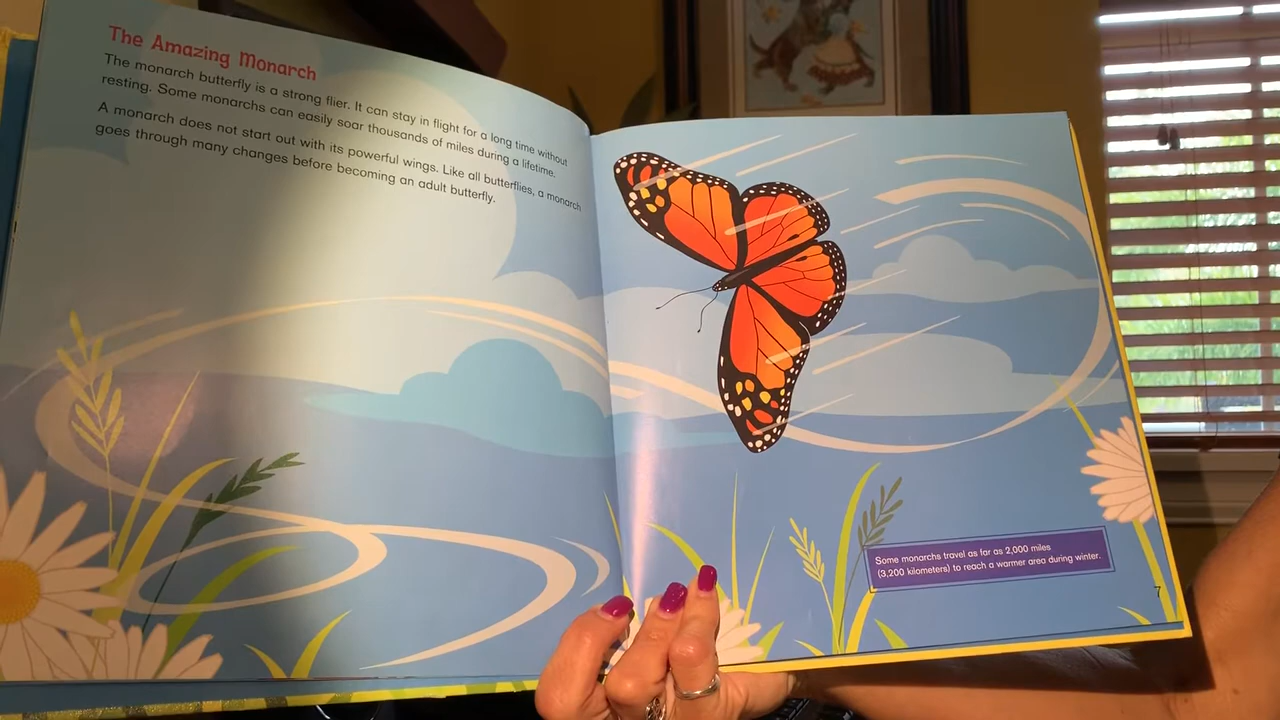 The Amazing Monarch
The monarch butterfly is a strong flier. It can stay in flight for a long time without
resting. Some monarchs can easily soar thousands of miles during a lifetime.
A monarch does not start out with its powerful wings. Like all butterflies, a monarch
goes through many changes before becoming an adult butterfly.
Some monarchs travel as far as 2,000 miles
(3,200 kilometers) to reach a warmer area during winter.
7